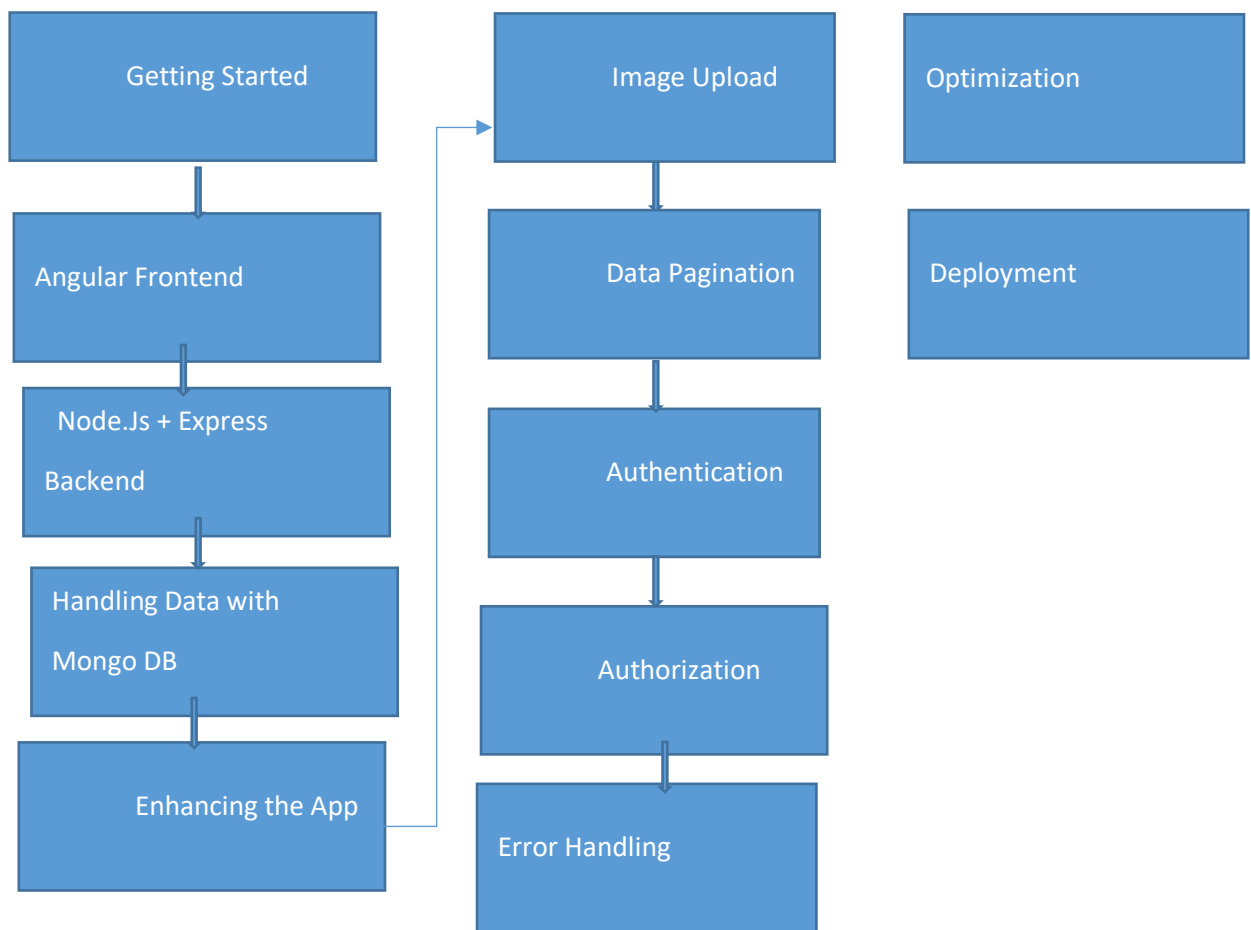 Getting Started
Angular Frontend
Node.Js + Express
Backend
Handling Data with
Mongo DB
Enhancing the App
Image Upload
Data Pagination
Authentication
Authorization
Error Handling
Optimization
Deployment